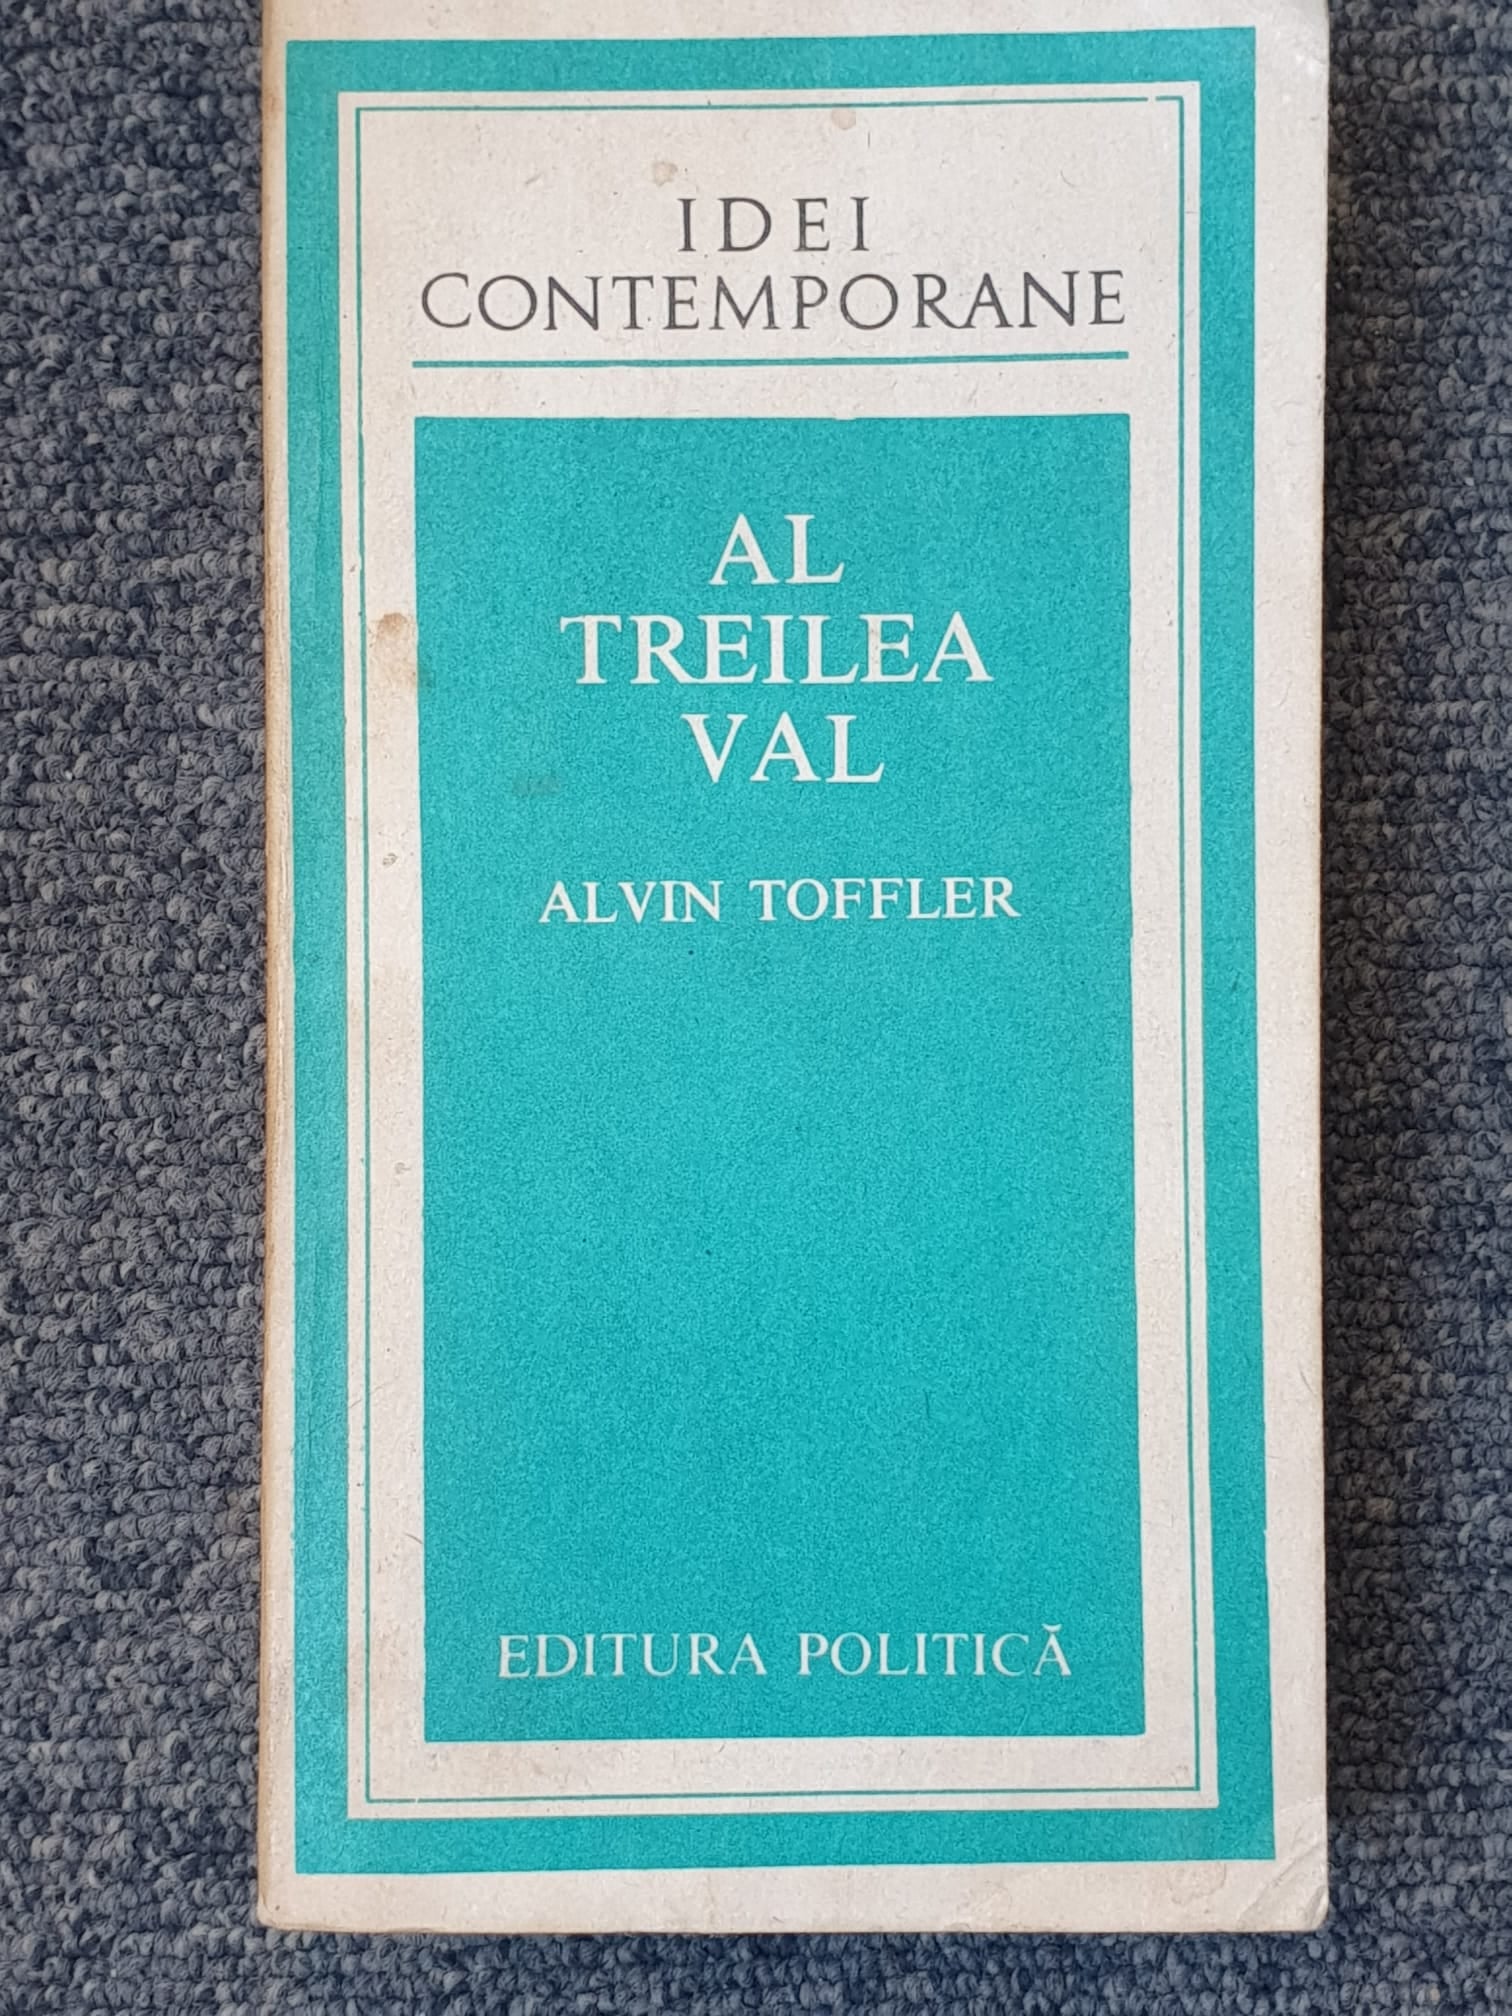 IDEI
CONTEMPORANE
AL
TREILEA
VAL
ALVIN TOFFLER
EDITURA POLITICĂ